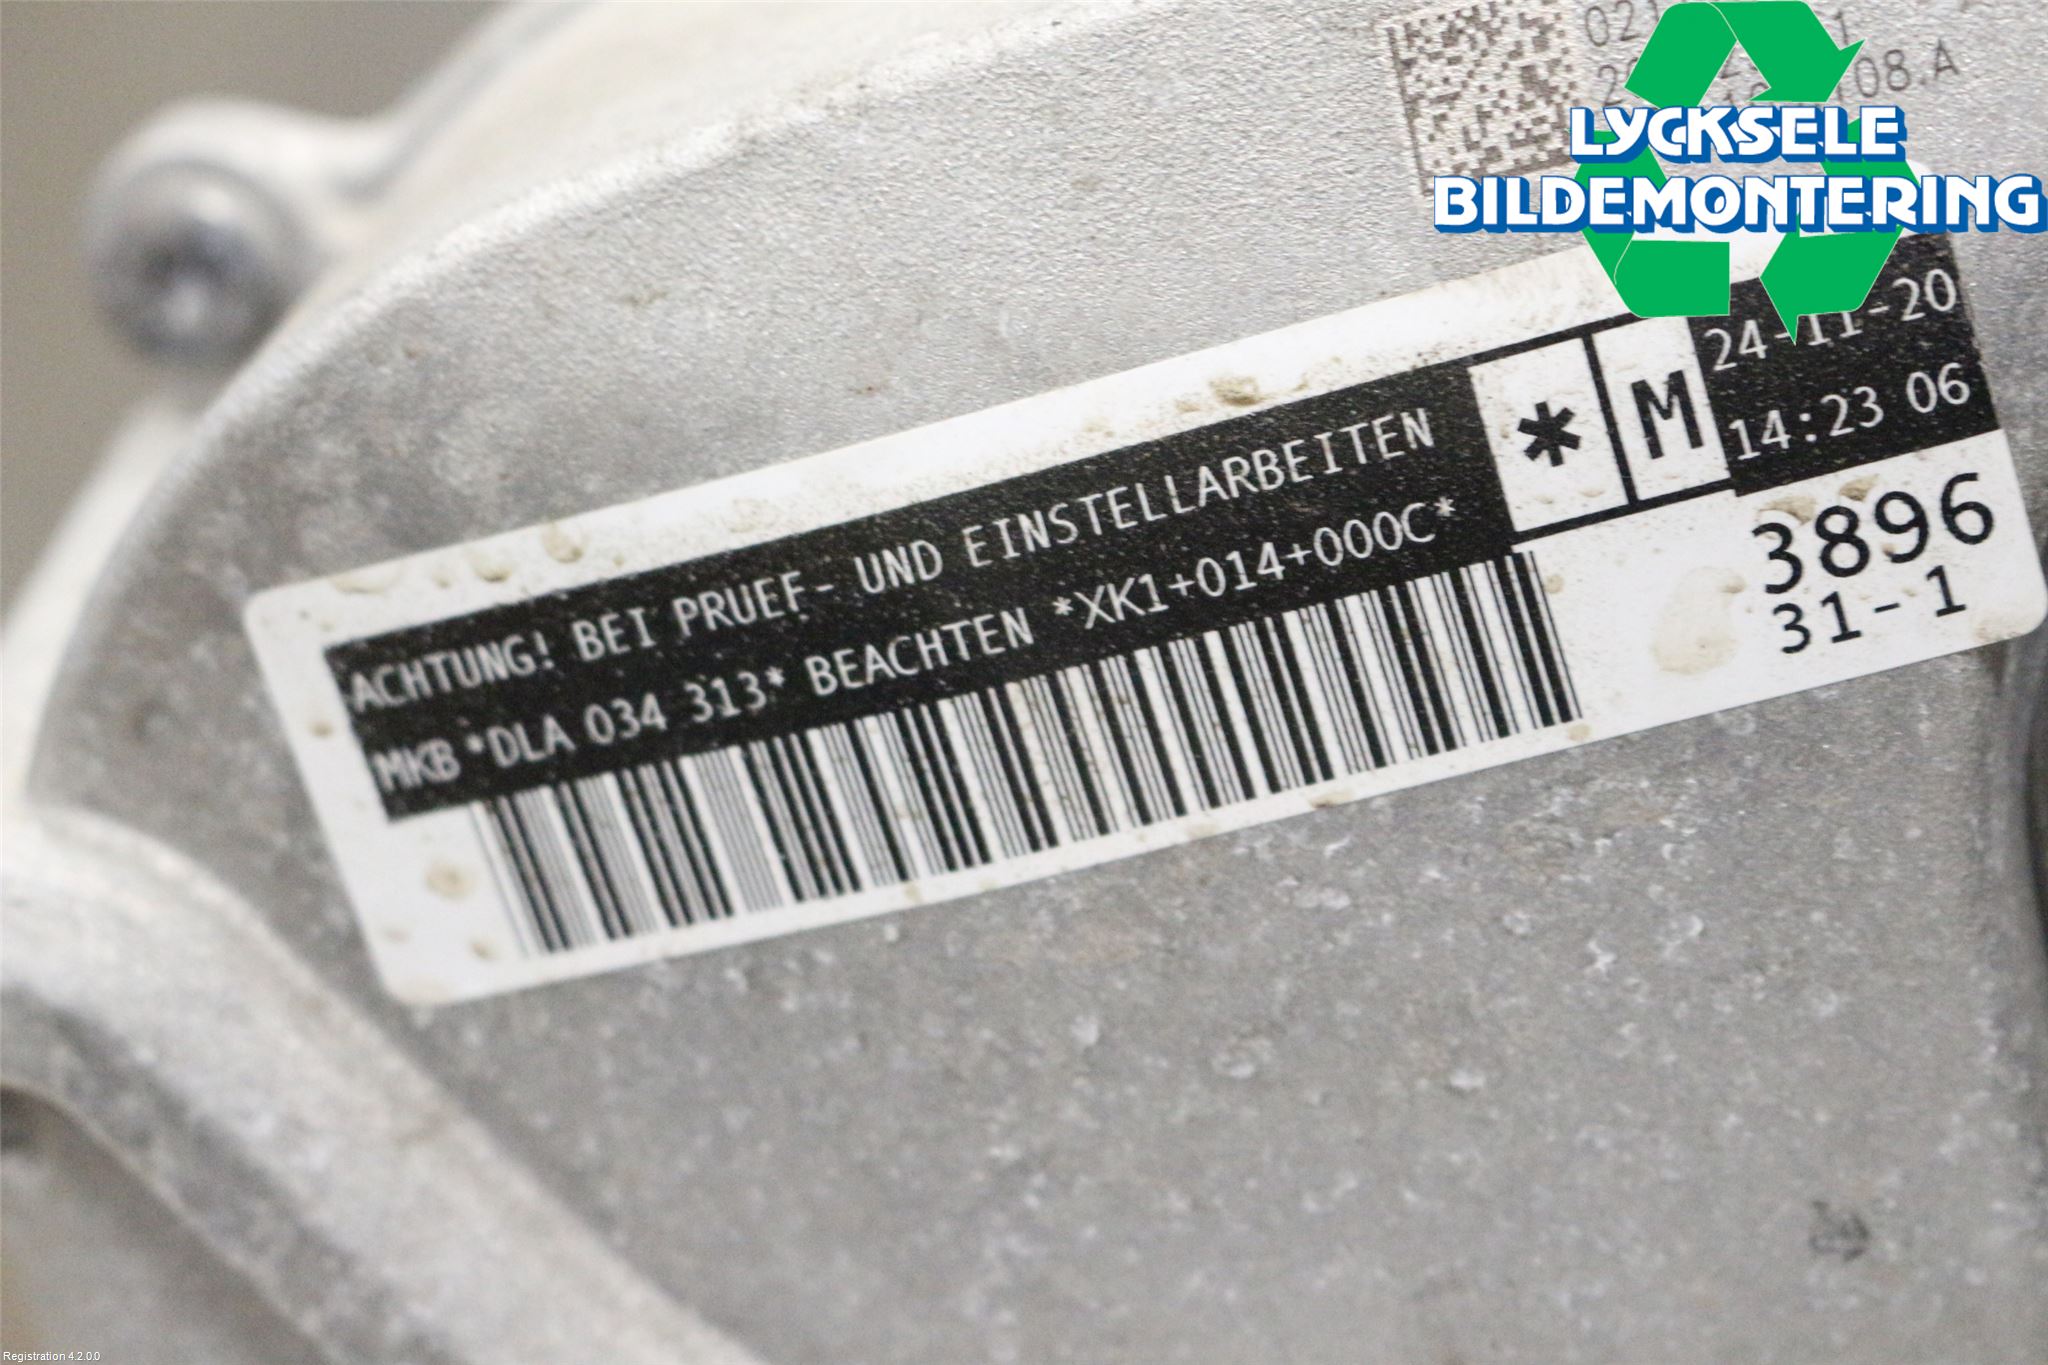 108.A
LYCKSELE
BILDEMONTERING
ACHTUNG! BEI PRUEF- UND EINSTELLARBEITEN
MKB *DLA 034 313* BEACHTEN *XK1+014+000C*
*
M
24-11-20
14:23 06
3896
31-1
Registration 4.2.0.0